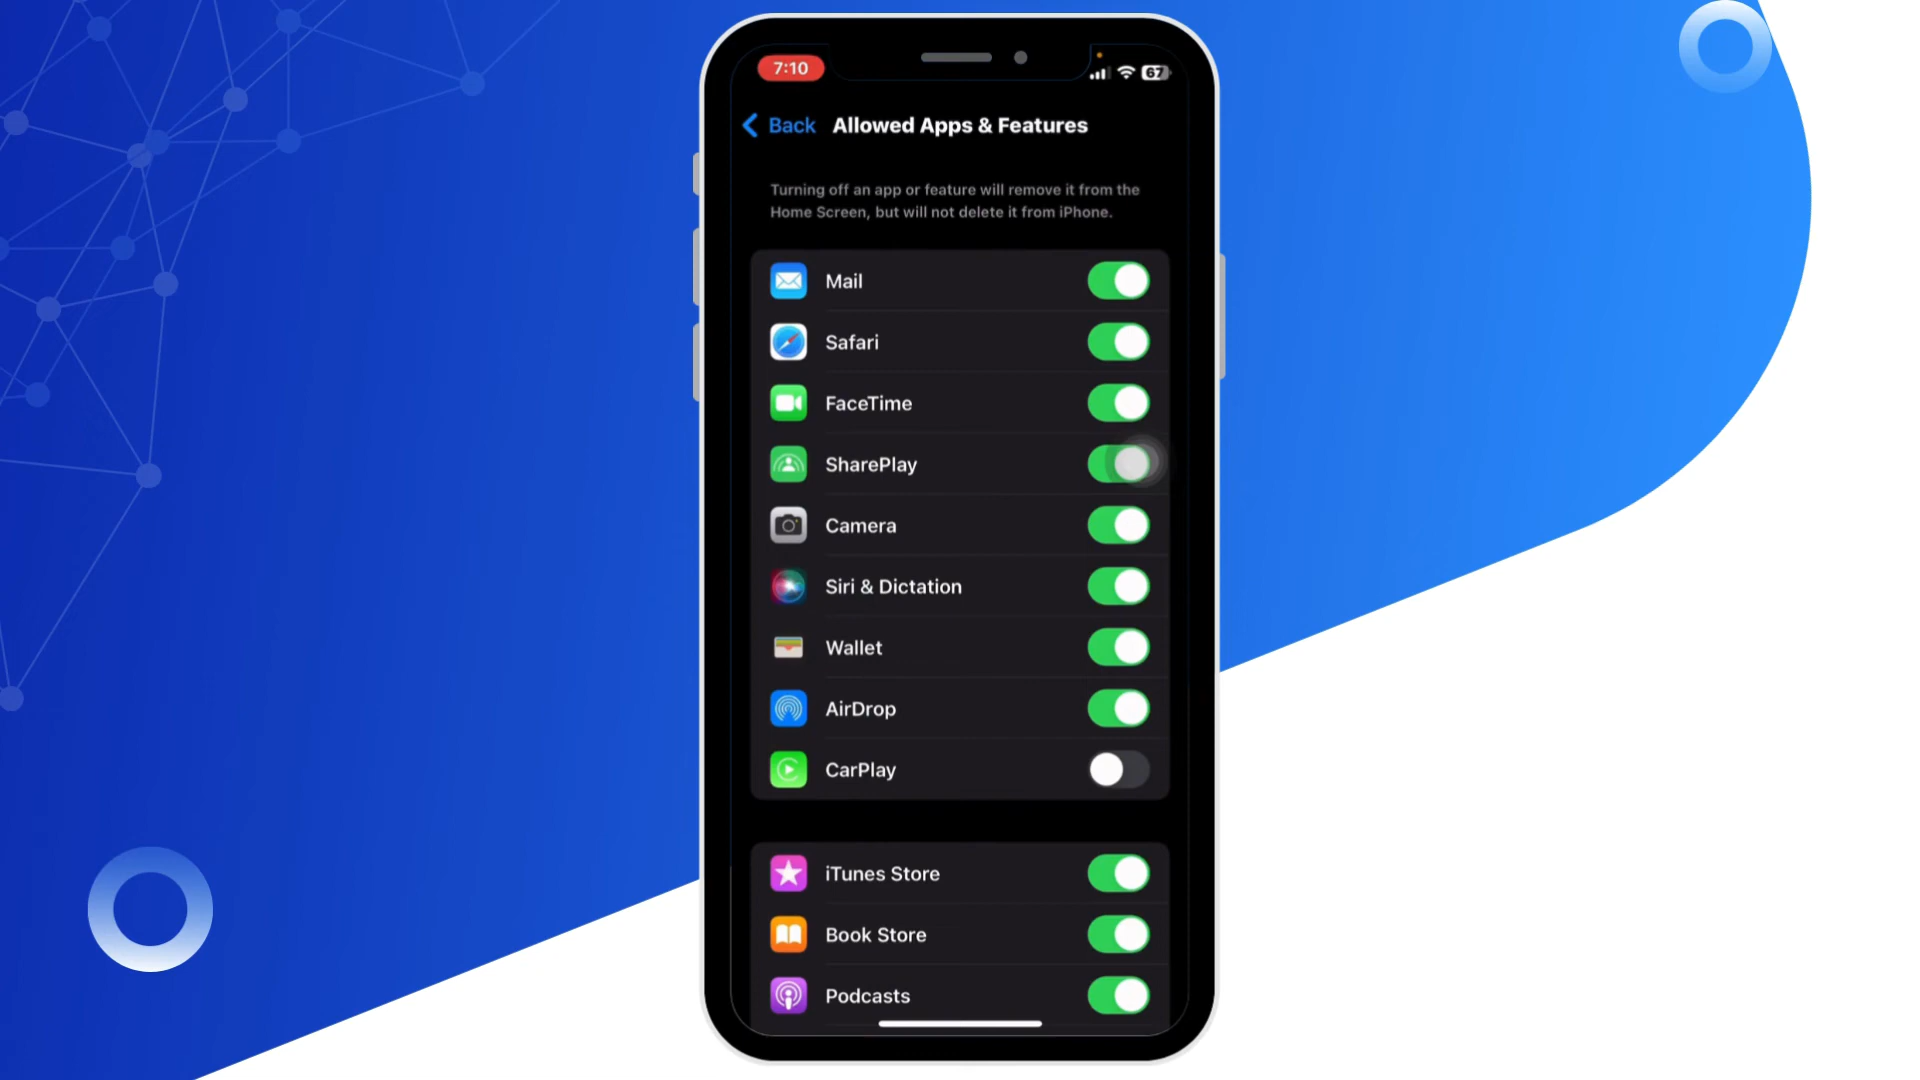 7:10
67
Back
Allowed Apps & Features
Turning off an app or feature will remove it from the
Home Screen, but will not delete it from iPhone.
Mail
Safari
FaceTime
SharePlay
Camera
Siri & Dictation
Wallet
AirDrop
CarPlay
iTunes Store
Book Store
Podcasts